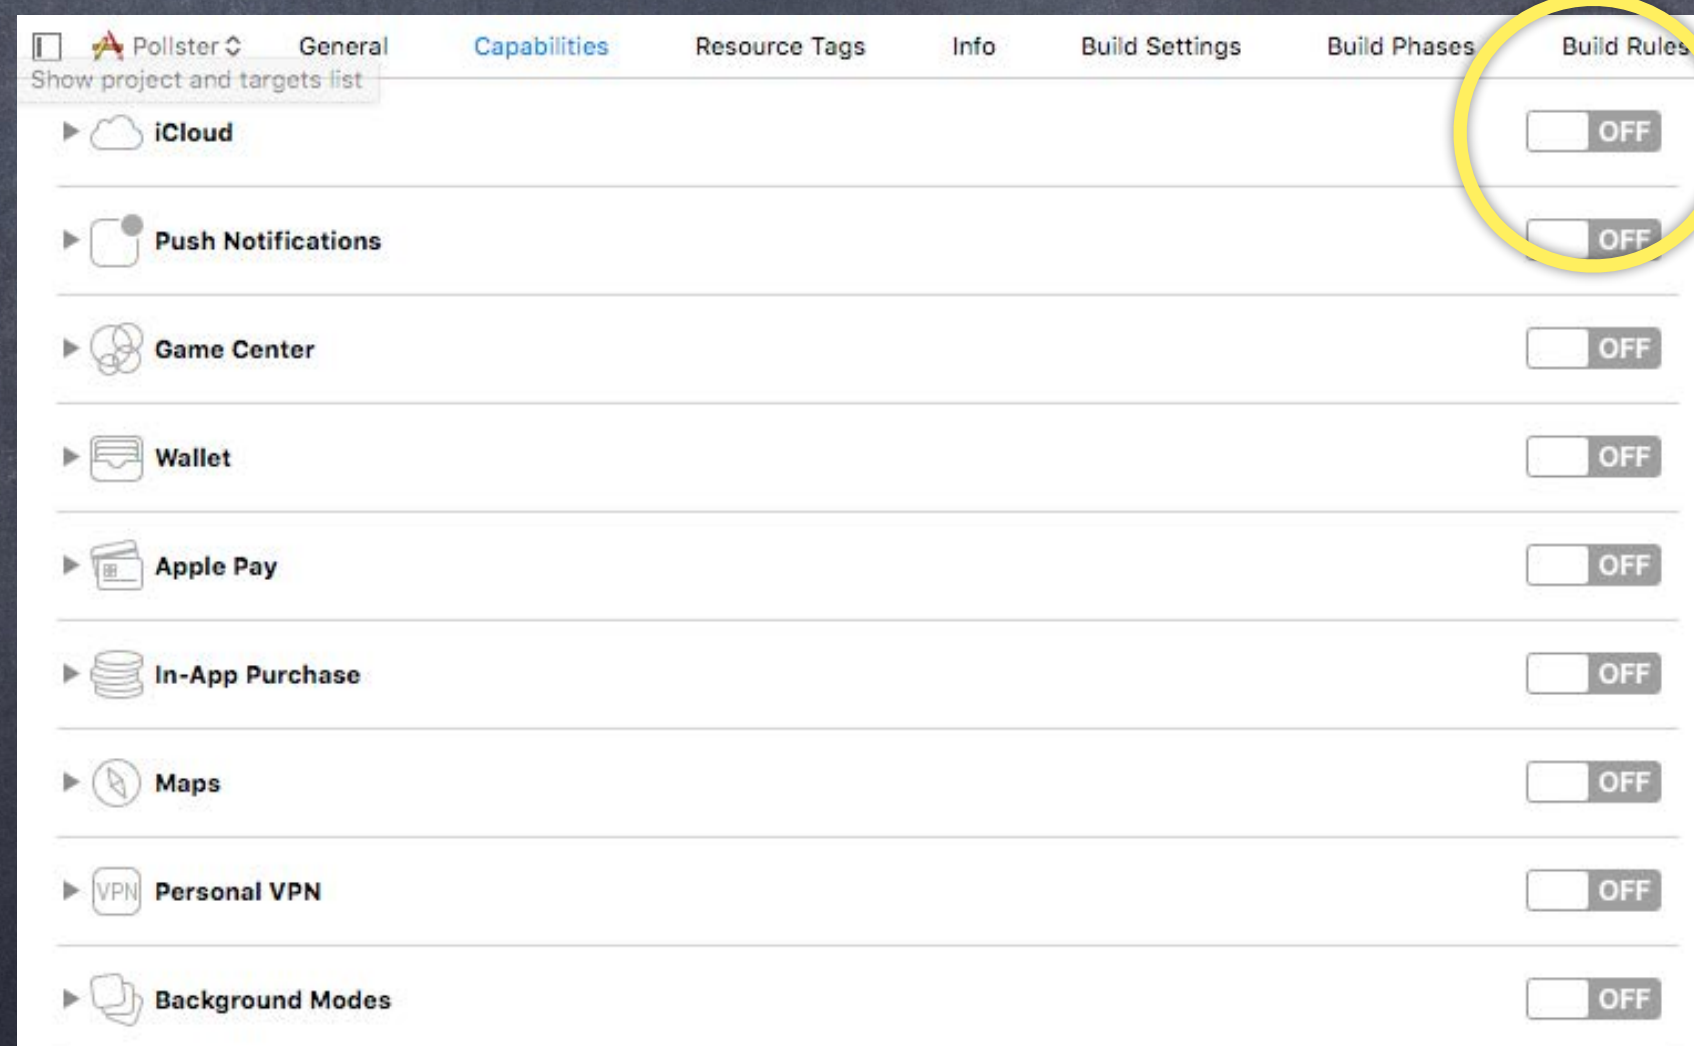 Pollster General Capabilities Resource Tags Info Build Settings Build Phases Build Rules
Show project and targets list
iCloud OFF
Push Notifications OFF
Game Center OFF
Wallet OFF
Apple Pay OFF
In-App Purchase OFF
Maps OFF
VPN Personal VPN OFF
Background Modes OFF